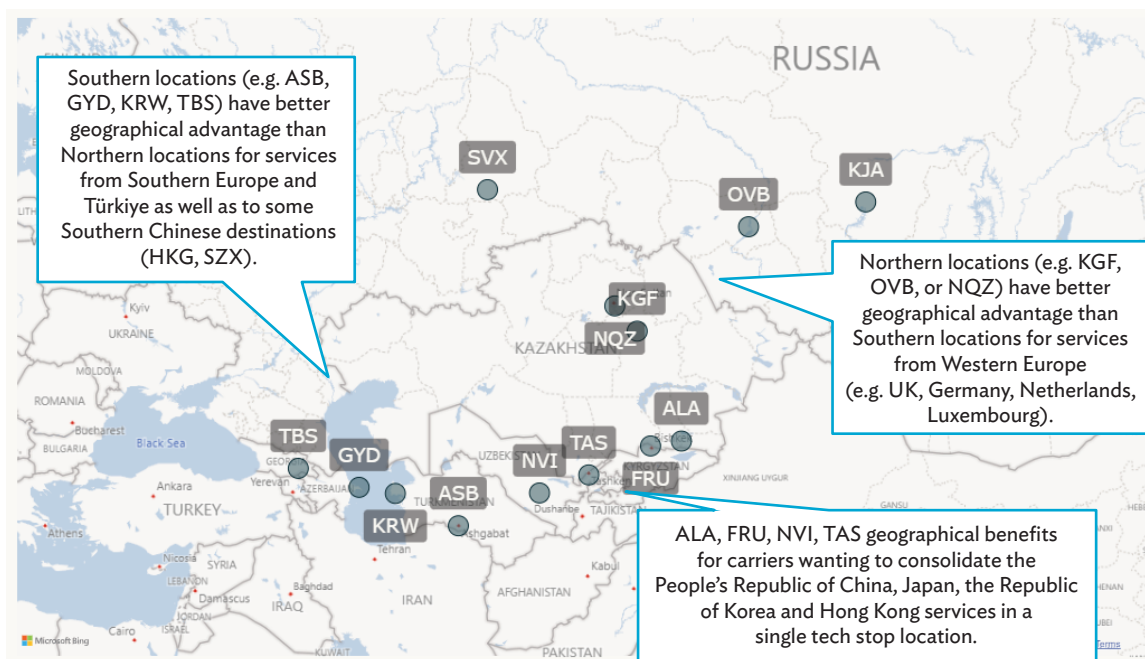 RUSSIA
Southern locations (e.g. ASB,
GYD, KRW, TBS) have better
geographical advantage than
Northern locations for services
from Southern Europe and
Türkiye as well as to some
Southern Chinese destinations
(HKG, SZX).
SVX
KJA
OVB
Northern locations (e.g. KGF,
OVB, or NQZ) have better
geographical advantage than
Southern locations for services
from Western Europe
(e.g. UK, Germany, Netherlands,
Luxembourg).
KGF
NQZ
KAZAKHSTAN
Kyiv
UKRAINE
MOLDOVA
ROMANIA
Bucharest
BULGARIA
Black Sea
ALA
Bishkek
TBS
GYD
TAS
NVI
UZBEKISTAN
KYRGYZSTAN
FRU
XINJIANG UYGUR
GANSU
Yerevan
AZERBAIJAN
ASB
KRW
Ashgabat
Dushanbe
TAJIKISTAN
Ankara
TURKEY
Athens
Tehran
Nicosia
SYRIA
LEBANON
Damascus
Baghdad
IRAQ
IRAN
Kabul
AFGHANISTAN
JORDAN
ISRAEL
Cairo
KUWAIT
PAKISTAN
ALA, FRU, NVI, TAS geographical benefits
for carriers wanting to consolidate the
People's Republic of China, Japan, the Republic
of Korea and Hong Kong services in a
single tech stop location.
Microsoft Bing
Terms